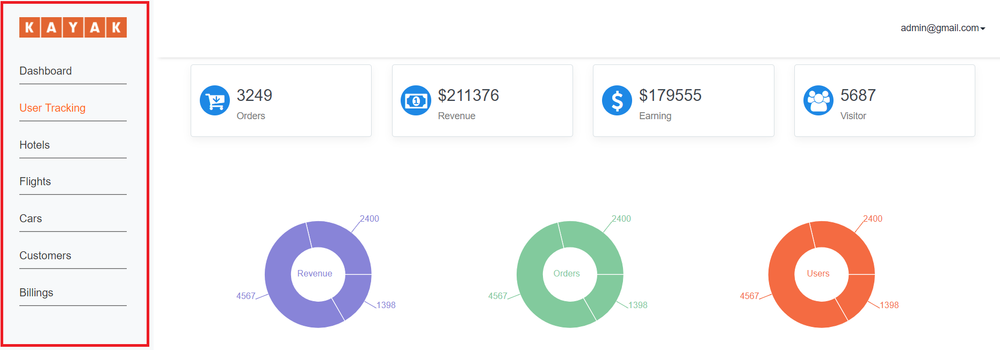 KAYAK
Dashboard
User Tracking
Hotels
Flights
Cars
Customers
Billings
admin@gmail.com
3249
Orders
1
$211376
Revenue
$
$179555
Earning
5687
Visitor
2400
Revenue
4567
1398
2400
Orders
4567
1398
2400
Users
4567
1398